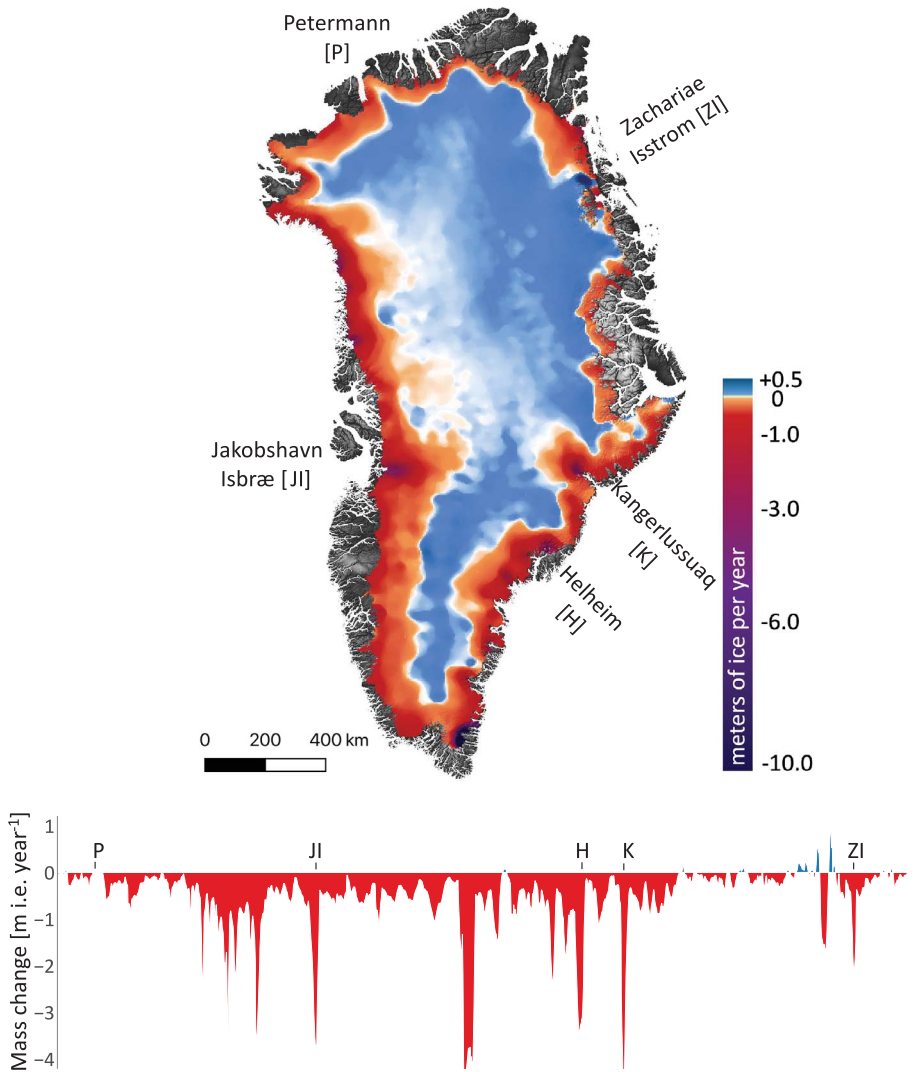 Petermann
[P]
Zachariae
Isstrom [ZI]
Jakobshavn
Isbræ [JI]
Kangerlussuaq
[K]
Helheim
[H]
+0.5
0
-1.0
-3.0
-6.0
-10.0
meters of ice per year
0 200 400 km
Mass change [m i.e. year-1]
1
0
−1
−2
−3
−4
P JI H K ZI